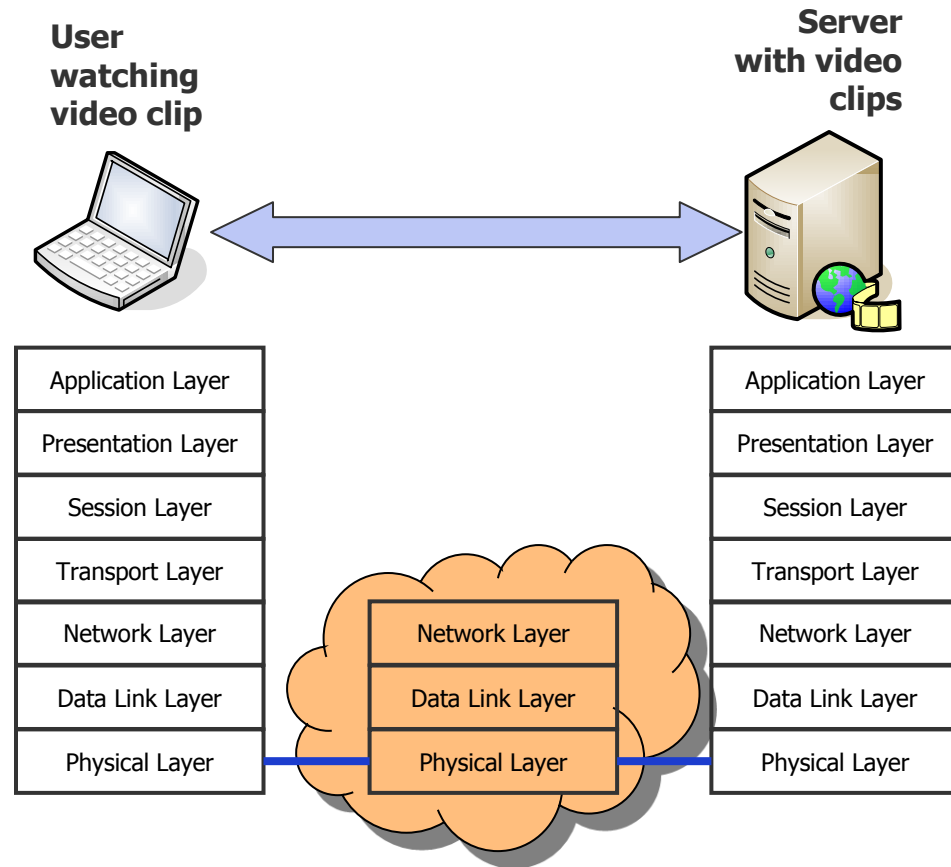 User
watching
video clip
Server
with video
clips
Application Layer
Presentation Layer
Session Layer
Transport Layer
Network Layer
Data Link Layer
Physical Layer
Network Layer
Data Link Layer
Physical Layer
Application Layer
Presentation Layer
Session Layer
Transport Layer
Network Layer
Data Link Layer
Physical Layer